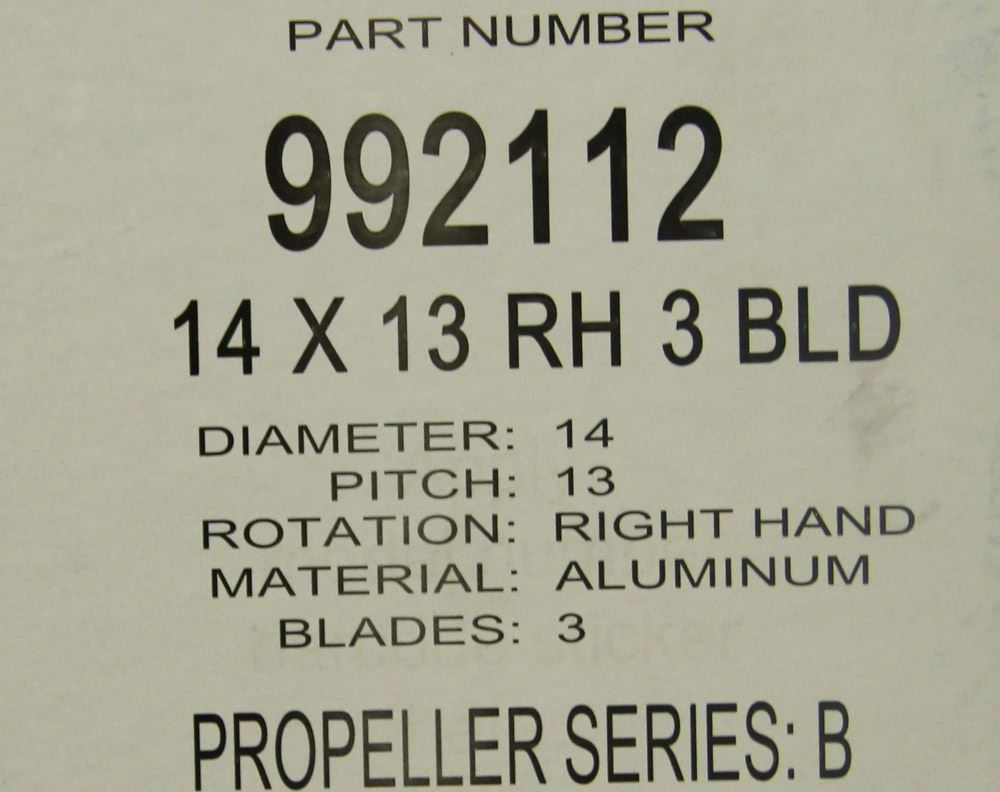 PART NUMBER
992112
14 X 13 RH 3 BLD
DIAMETER: 14
PITCH: 13
ROTATION: RIGHT HAND
MATERIAL: ALUMINUM
BLADES: 3
PROPELLER SERIES: B